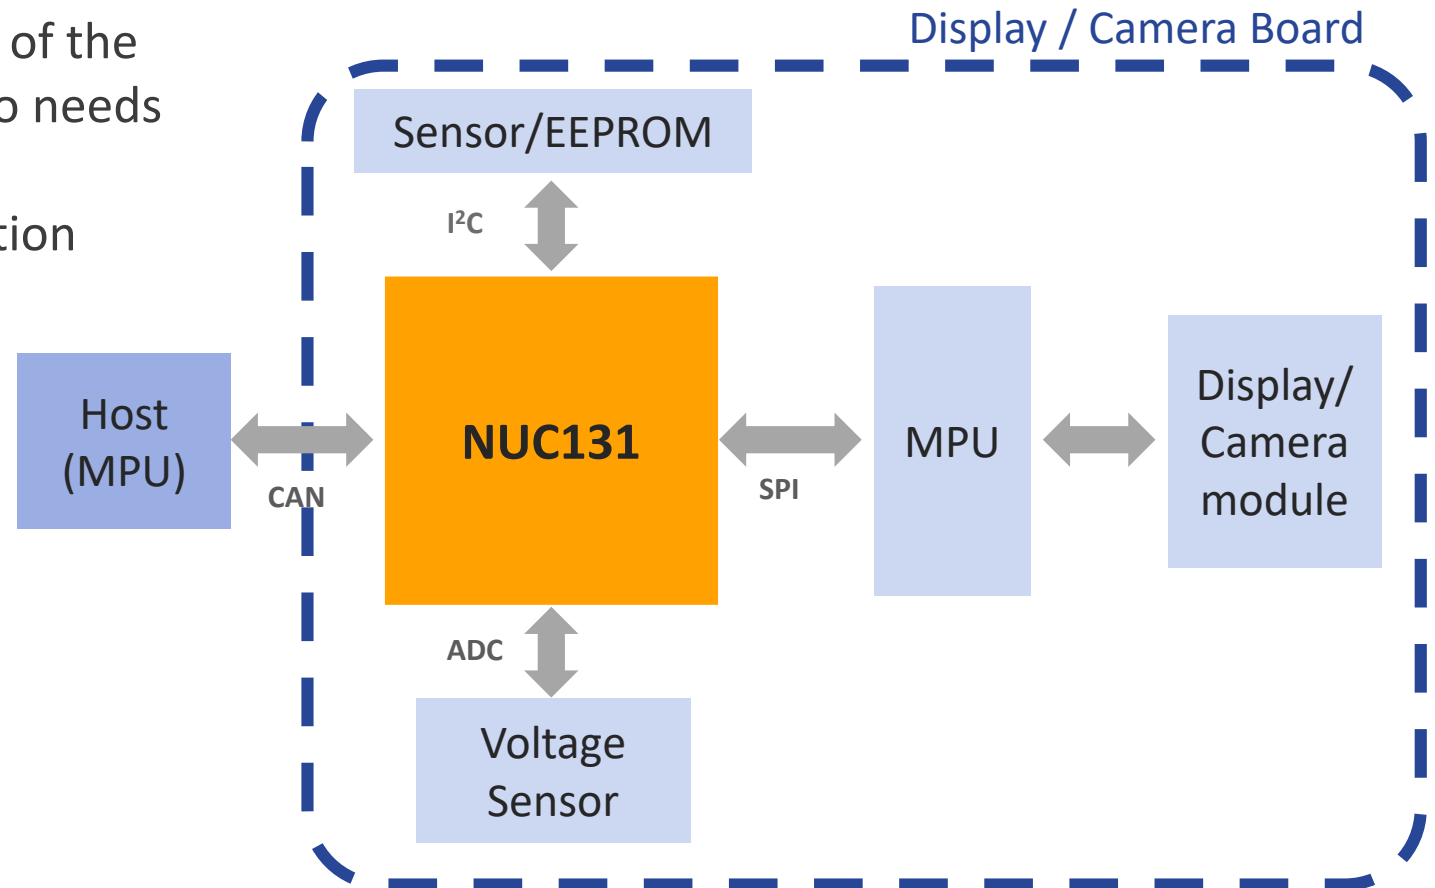 of the
o needs
tion
Display / Camera Board
Sensor/EEPROM
I²C
Host
(MPU)
CAN
NUC131
SPI
MPU
Display/
Camera
module
ADC
Voltage
Sensor